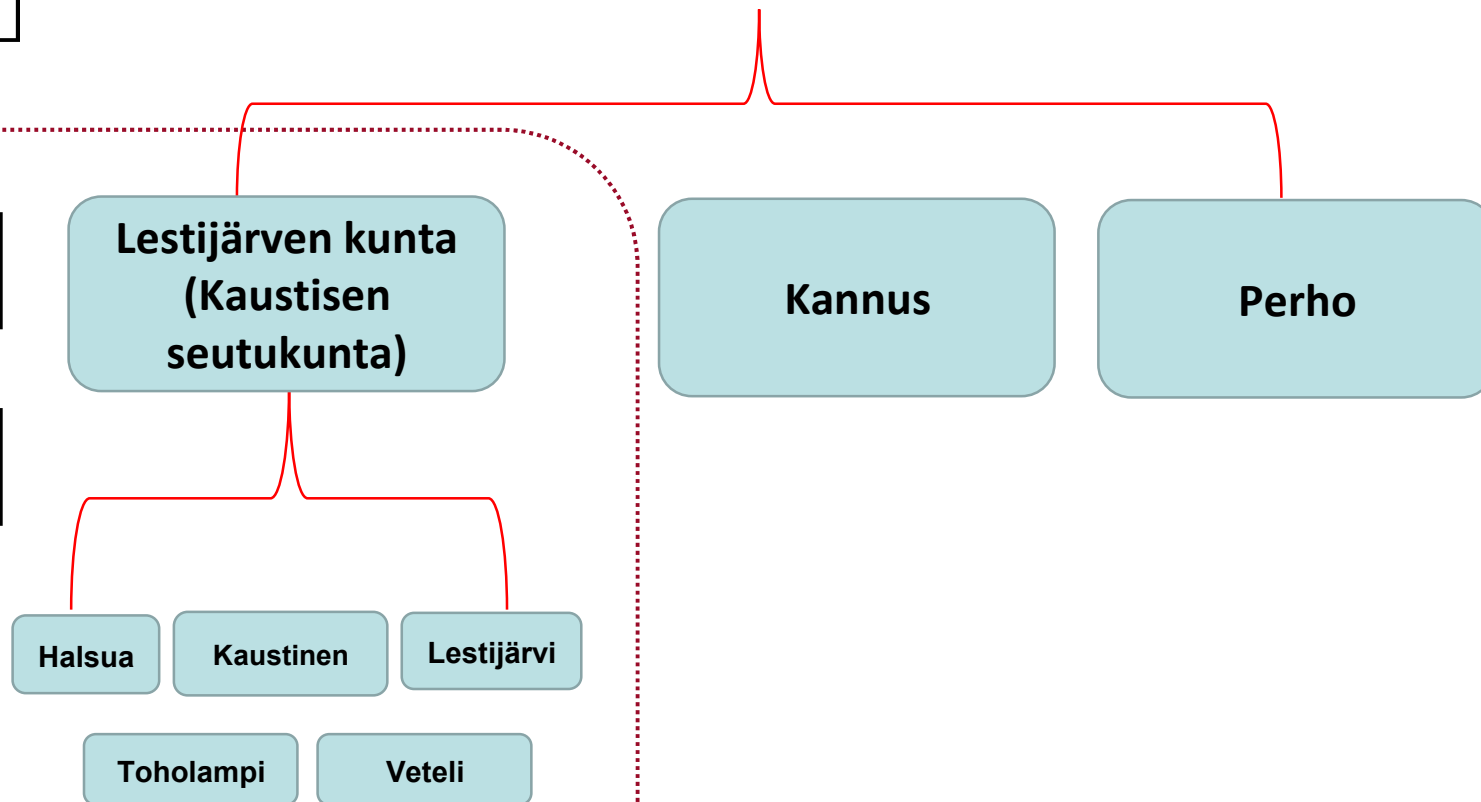 Lestijärven kunta
(Kaustisen
seutukunta)
Kannus
Perho
Halsua
Kaustinen
Lestijärvi
Toholampi
Veteli